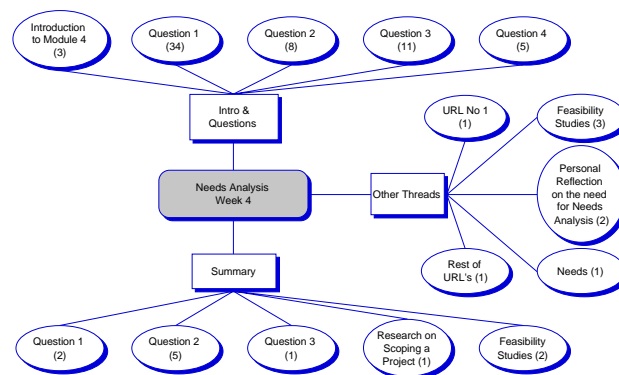 Introduction
to Module 4
(3)
Question 1
(34)
Question 2
(8)
Question 3
(11)
Question 4
(5)
Intro &
Questions
URL No 1
(1)
Feasibility
Studies (3)
Needs Analysis
Week 4
Other Threads
Personal
Reflection
on the need
for Needs
Analysis (2)
Rest of
URL's (1)
Needs (1)
Summary
Question 1
(2)
Question 2
(5)
Question 3
(1)
Research on
Scoping a
Project (1)
Feasibility
Studies (2)